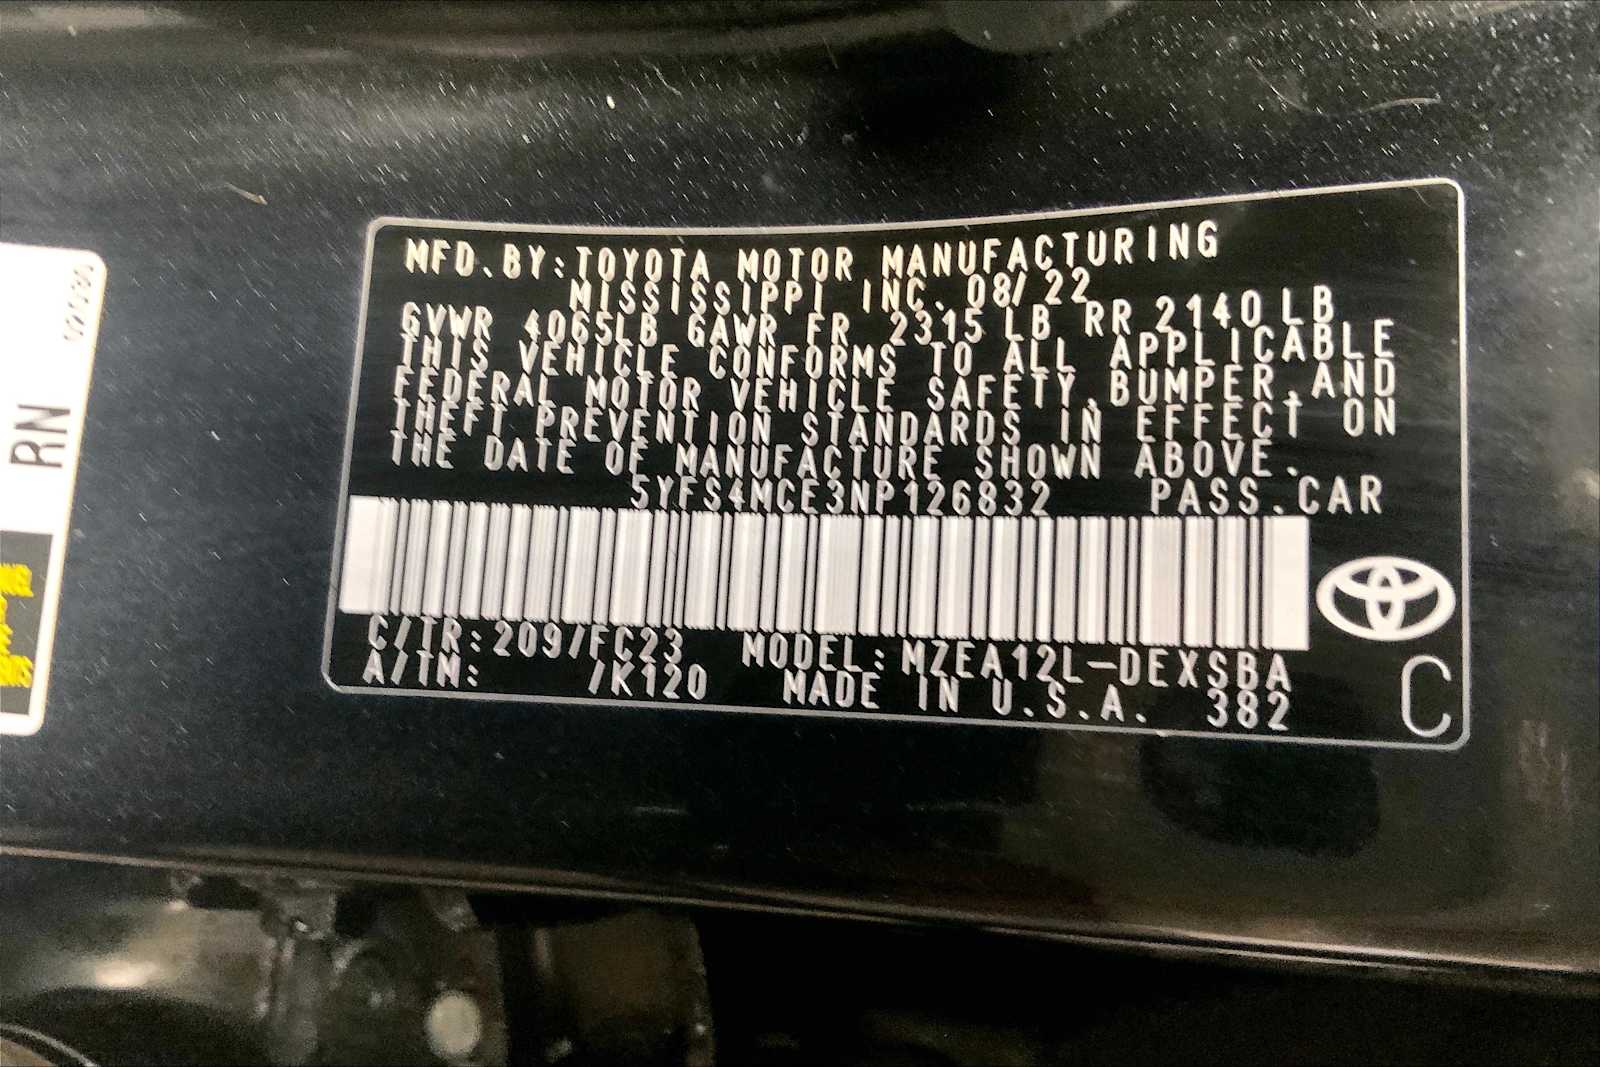 MFD.BY:TOYOTA MOTOR MANUFACTURING
MISSISSIPPI, INC. 08/22
GVWR 4065LB GAWR FR 2315 LB RR 2140LB
THIS VEHICLE CONFORMS TO ALL APPLICABLE
FEDERAL MOTOR VEHICLE SAFETY,BUMPER,AND
THEFT PREVENTION STANDARDS IN EFFECT ON
THE DATE OF MANUFACTURE SHOWN ABOVE.
5YFS4MCE3NP126832 PASS.CAR
C/TR:209/FC23 MODEL:MZEA12L-DEXSBA
A/TM: /K120 MADE IN U.S.A. 382
C
RN